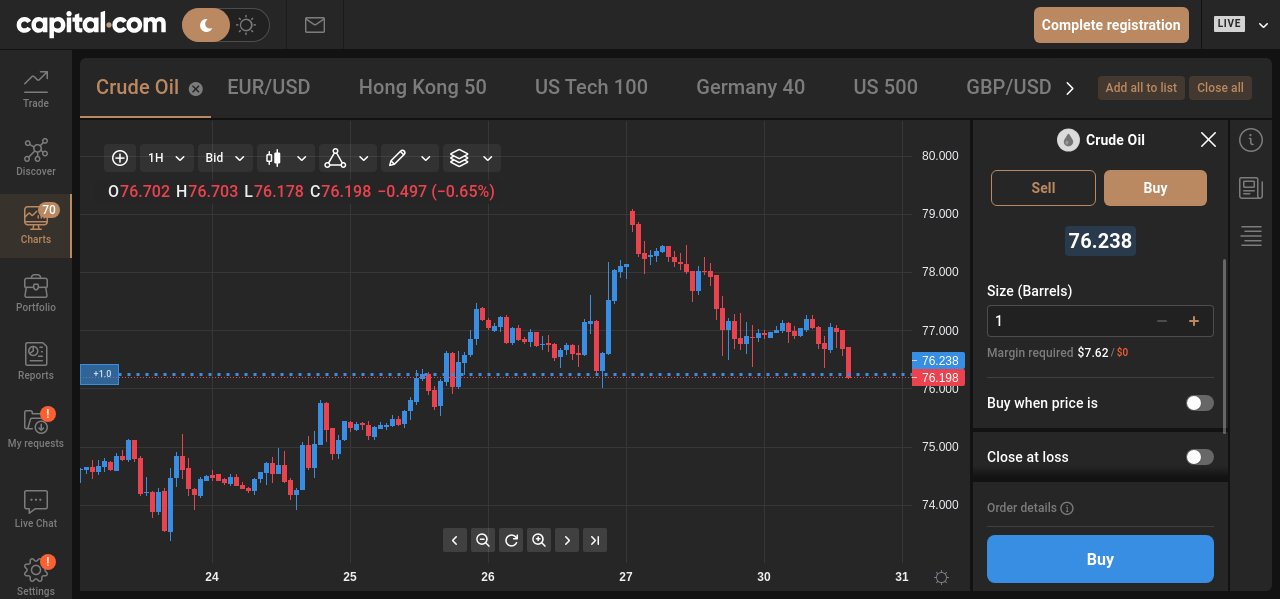 capital.com
Complete registration
LIVE
Trade
Discover
70
Charts
Portfolio
Reports
!
My requests
Live Chat
!
Settings
Crude Oil EUR/USD Hong Kong 50 US Tech 100 Germany 40 US 500 GBP/USD
Add all to list Close all
1H Bid
O76.702 H76.703 L76.178 C76.198 −0.497 (−0.65%)
80.000
79.000
78.000
77.000
76.238
76.198
76.000
75.000
74.000
+1.0
24 25 26 27 30 31
Crude Oil
Sell Buy
76.238
Size (Barrels)
1
Margin required $7.62 / $0
Buy when price is
Close at loss
Order details
Buy